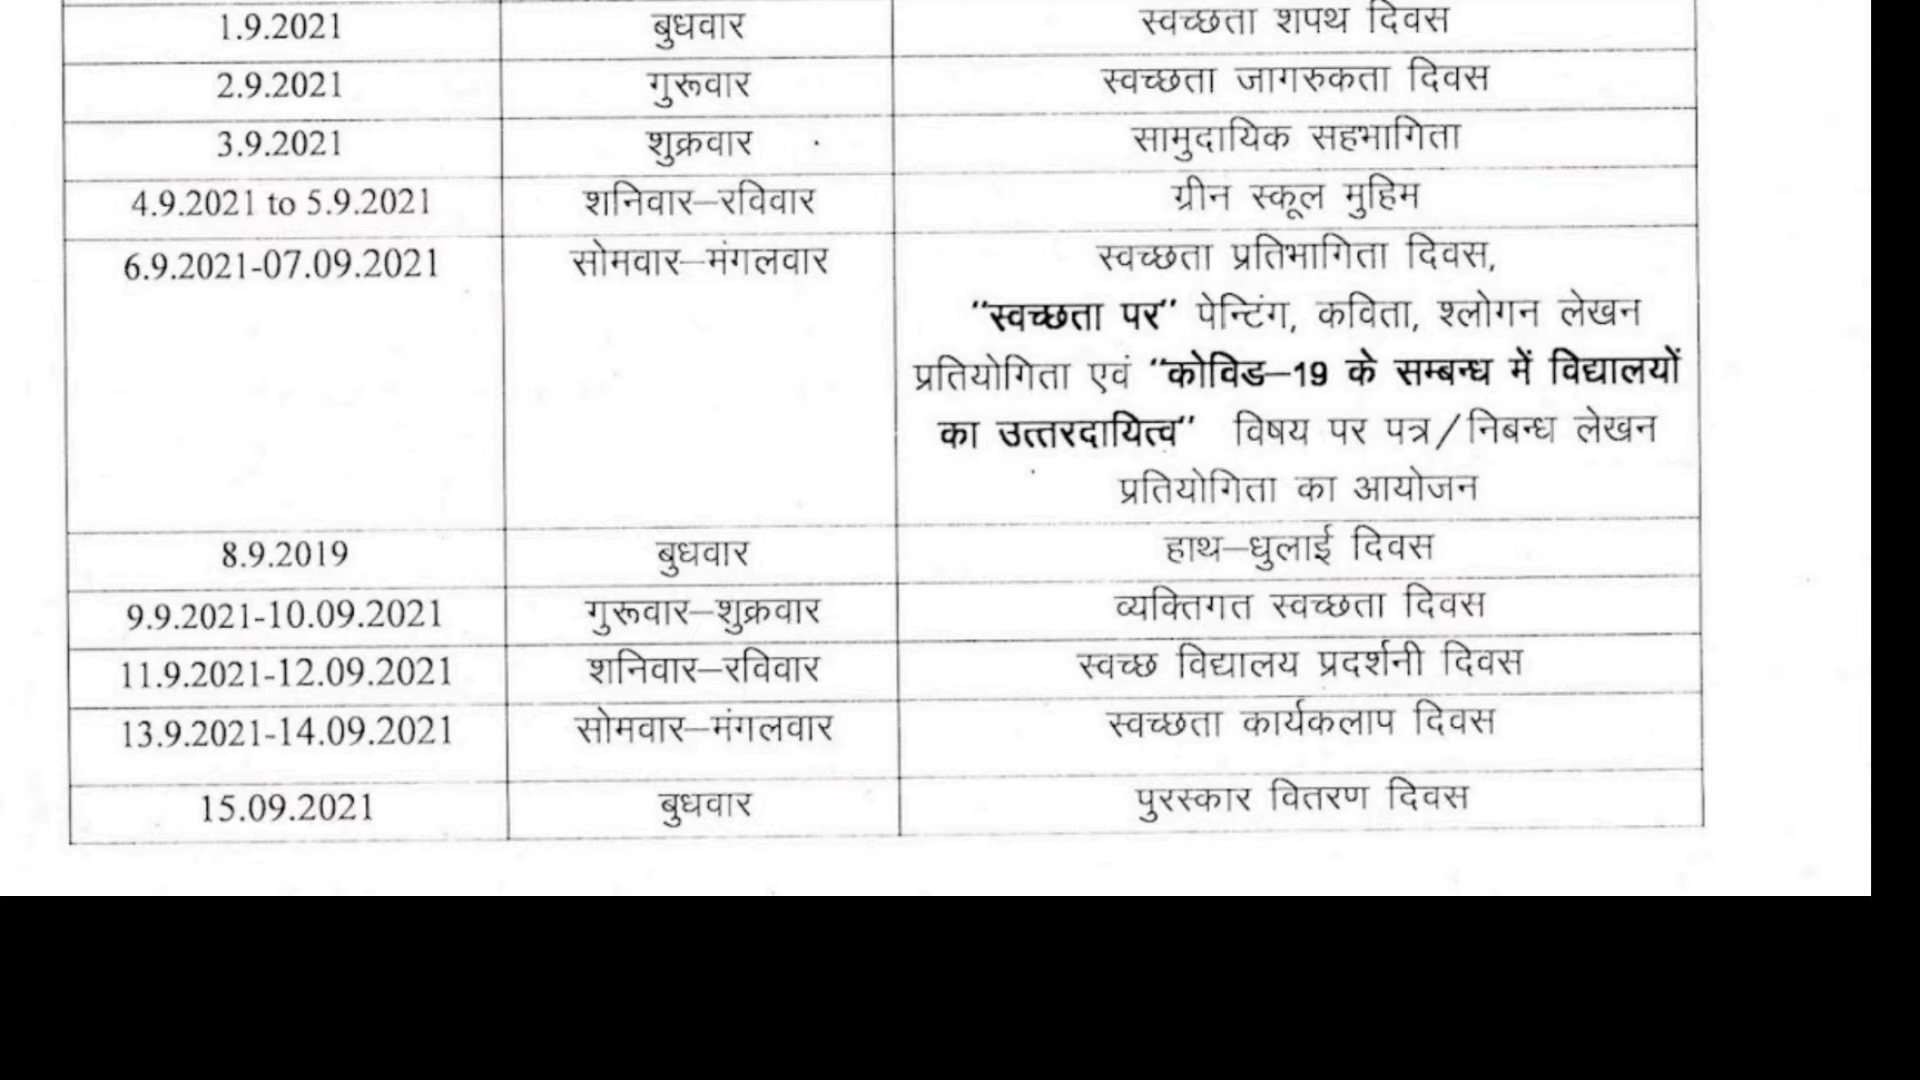 1.9.2021 बुधवार स्वच्छता शपथ दिवस
2.9.2021 गुरूवार स्वच्छता जागरुकता दिवस
3.9.2021 शुक्रवार सामुदायिक सहभागिता
4.9.2021 to 5.9.2021 शनिवार–रविवार ग्रीन स्कूल मुहिम
6.9.2021-07.09.2021 सोमवार–मंगलवार स्वच्छता प्रतिभागिता दिवस,
“स्वच्छता पर” पेन्टिंग, कविता, श्लोगन लेखन
प्रतियोगिता एवं “कोविड–19 के सम्बन्ध में विद्यालयों
का उत्तरदायित्व” विषय पर पत्र/निबन्ध लेखन
प्रतियोगिता का आयोजन
8.9.2019 बुधवार हाथ–धुलाई दिवस
9.9.2021-10.09.2021 गुरूवार–शुक्रवार व्यक्तिगत स्वच्छता दिवस
11.9.2021-12.09.2021 शनिवार–रविवार स्वच्छ विद्यालय प्रदर्शनी दिवस
13.9.2021-14.09.2021 सोमवार–मंगलवार स्वच्छता कार्यकलाप दिवस
15.09.2021 बुधवार पुरस्कार वितरण दिवस